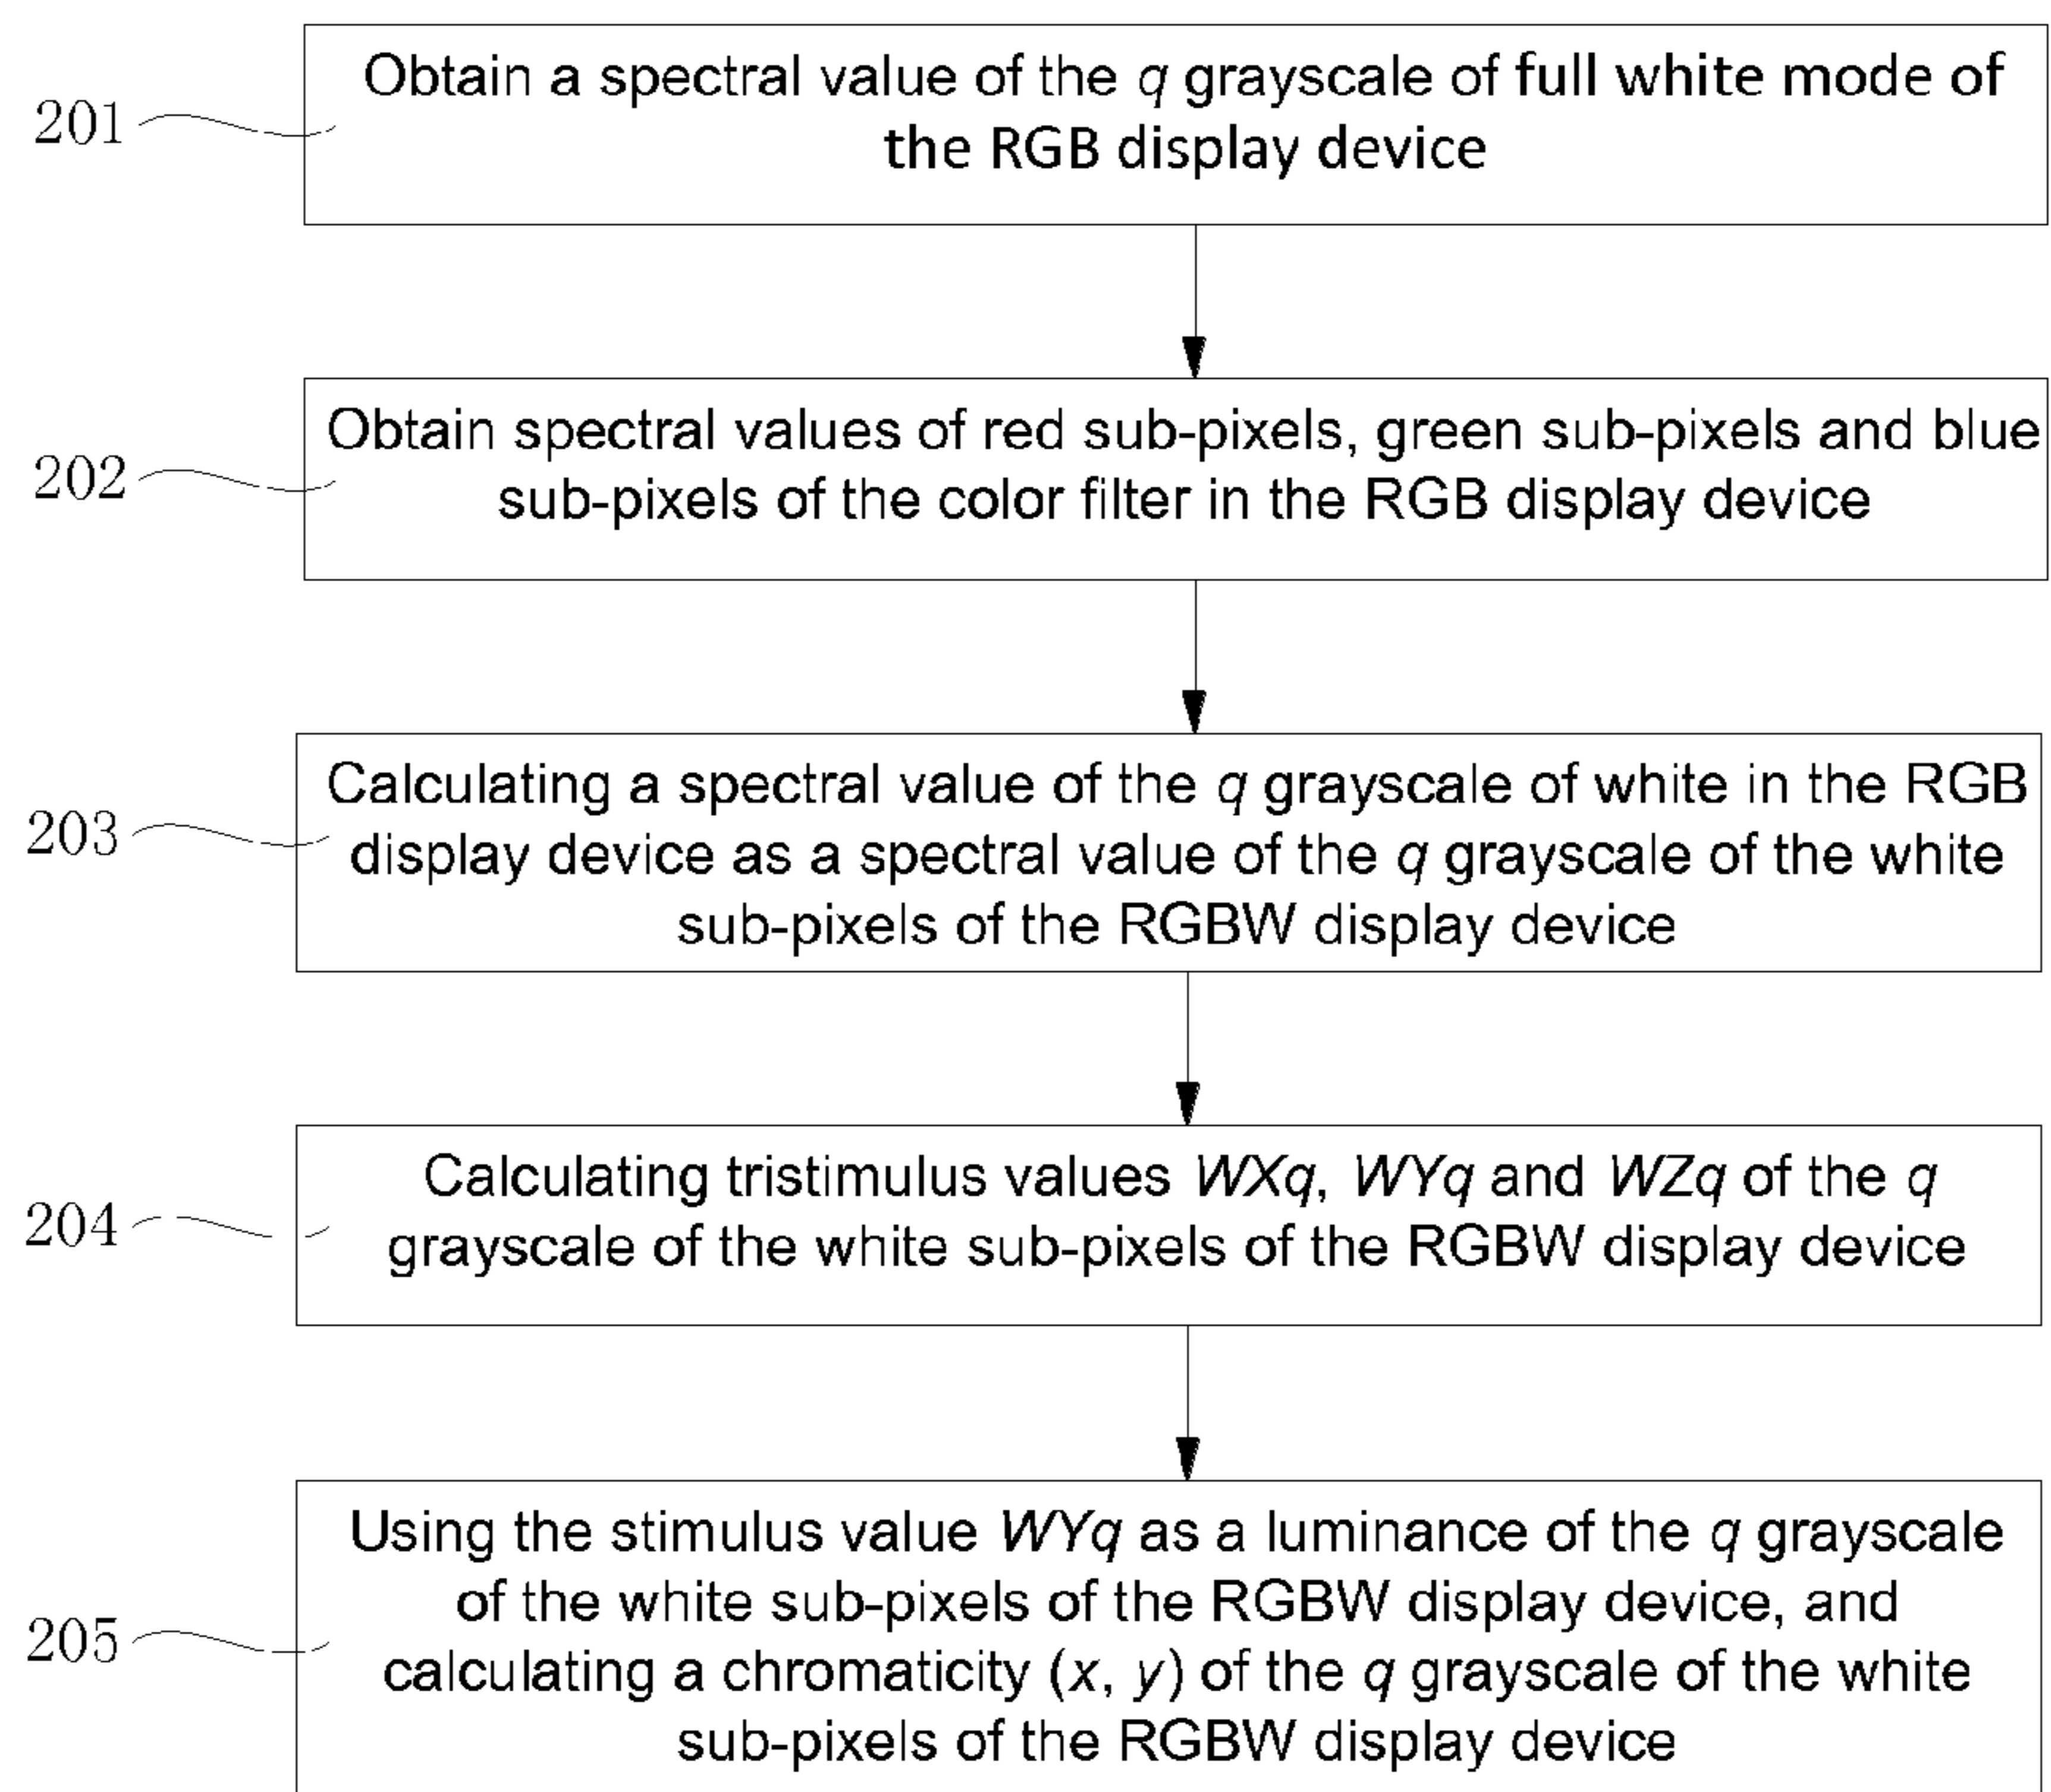 201
Obtain a spectral value of the q grayscale of full white mode of
the RGB display device
202
Obtain spectral values of red sub-pixels, green sub-pixels and blue
sub-pixels of the color filter in the RGB display device
203
Calculating a spectral value of the q grayscale of white in the RGB
display device as a spectral value of the q grayscale of the white
sub-pixels of the RGBW display device
204
Calculating tristimulus values WXq, WYq and WZq of the q
grayscale of the white sub-pixels of the RGBW display device
205
Using the stimulus value WYq as a luminance of the q grayscale
of the white sub-pixels of the RGBW display device, and
calculating a chromaticity (x, y) of the q grayscale of the white
sub-pixels of the RGBW display device